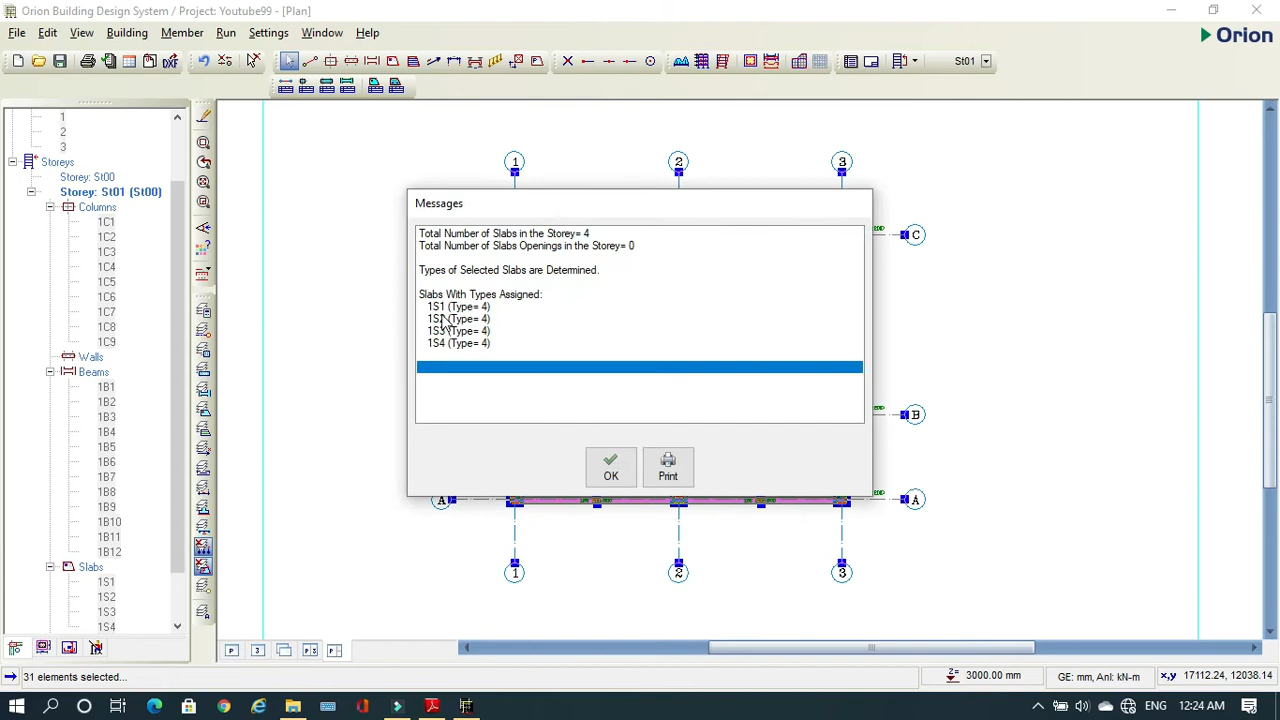 Orion Building Design System / Project: Youtube99 - [Plan]
File Edit View Building Member Run Settings Window Help
Orion
DXF
St01
1
2
3
Storeys
Storey: St00
Storey: St01 (St00)
Columns
1C1
1C2
1C3
1C4
1C5
1C6
1C7
1C8
1C9
Walls
Beams
1B1
1B2
1B3
1B4
1B5
1B6
1B7
1B8
1B9
1B10
1B11
1B12
Slabs
1S1
1S2
1S3
1S4
1 2 3
C
B
A A
1 2 3
Messages
Total Number of Slabs in the Storey= 4
Total Number of Slabs Openings in the Storey= 0
Types of Selected Slabs are Determined.
Slabs With Types Assigned:
1S1 (Type= 4)
1S2 (Type= 4)
1S3 (Type= 4)
1S4 (Type= 4)
OK Print
P 3 P3 P
31 elements selected...
Z= 3000.00 mm GE: mm, Anl: kN-m x,y 17112.24, 12038.14
ENG 12:24 AM